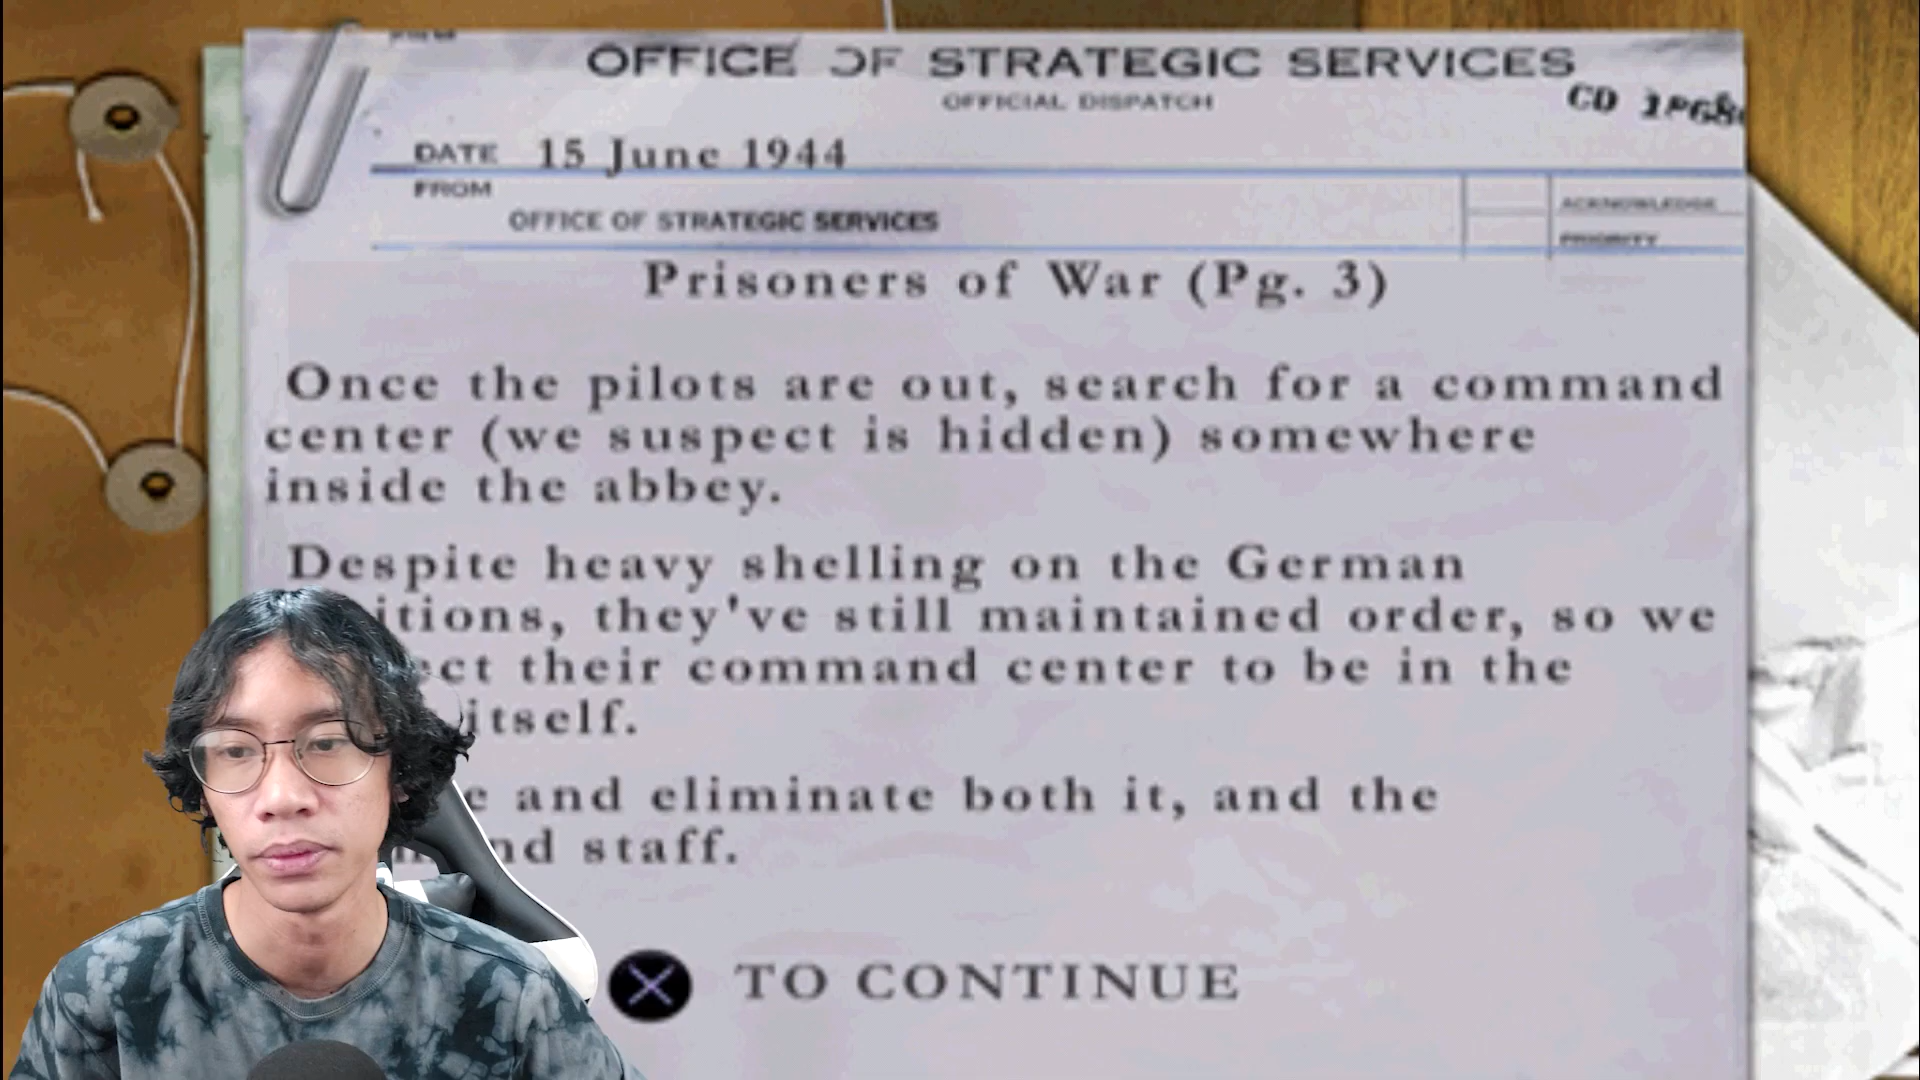 OFFICE OF STRATEGIC SERVICES
OFFICIAL DISPATCH
CD
DATE 15 June 1944
FROM
ACKNOWLEDGE
OFFICE OF STRATEGIC SERVICES
PRIORITY
Prisoners of War (Pg. 3)
Once the pilots are out, search for a command
center (we suspect is hidden) somewhere
inside the abbey.
Despite heavy shelling on the German
itions, they've still maintained order, so we
ect their command center to be in the
itself.
e and eliminate both it, and the
nd staff.
TO CONTINUE